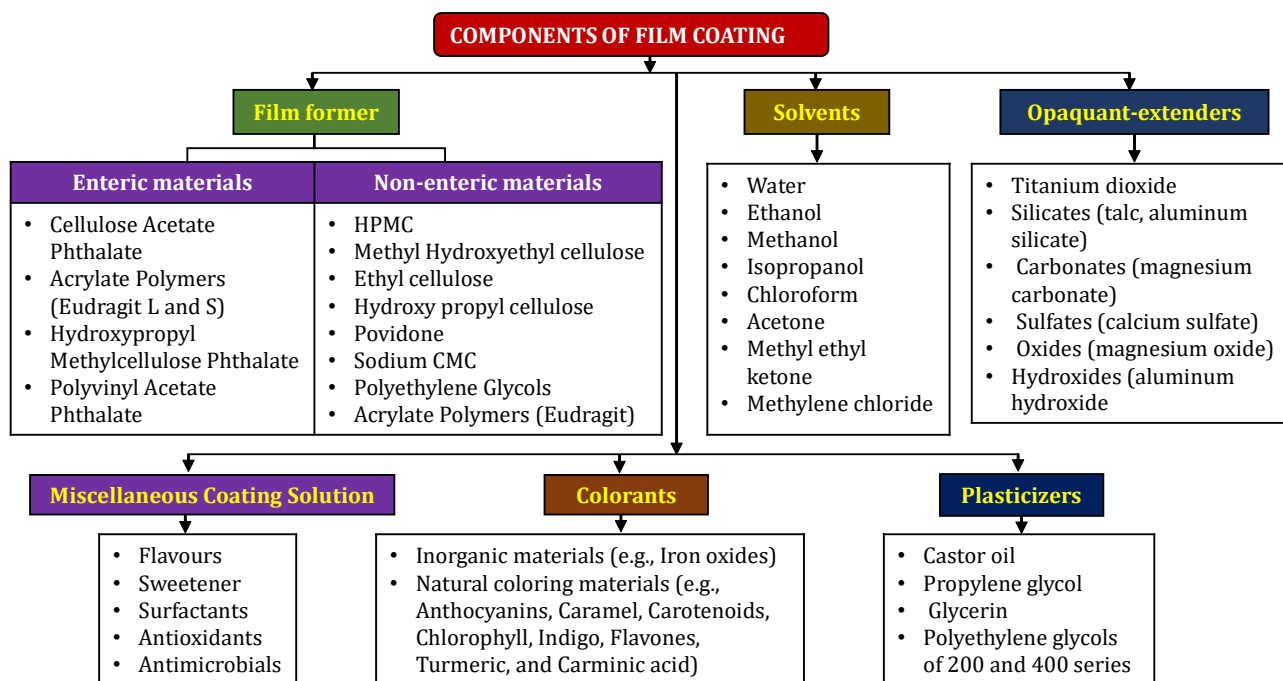 COMPONENTS OF FILM COATING
Film former
Enteric materials
• Cellulose Acetate
Phthalate
• Acrylate Polymers
(Eudragit L and S)
• Hydroxypropyl
Methylcellulose Phthalate
• Polyvinyl Acetate
Phthalate
Non-enteric materials
• HPMC
• Methyl Hydroxyethyl cellulose
• Ethyl cellulose
• Hydroxy propyl cellulose
• Povidone
• Sodium CMC
• Polyethylene Glycols
• Acrylate Polymers (Eudragit)
Solvents
• Water
• Ethanol
• Methanol
• Isopropanol
• Chloroform
• Acetone
• Methyl ethyl
ketone
• Methylene chloride
Opaquant-extenders
• Titanium dioxide
• Silicates (talc, aluminum
silicate)
• Carbonates (magnesium
carbonate)
• Sulfates (calcium sulfate)
• Oxides (magnesium oxide)
• Hydroxides (aluminum
hydroxide
Miscellaneous Coating Solution
• Flavours
• Sweetener
• Surfactants
• Antioxidants
• Antimicrobials
Colorants
• Inorganic materials (e.g., Iron oxides)
• Natural coloring materials (e.g.,
Anthocyanins, Caramel, Carotenoids,
Chlorophyll, Indigo, Flavones,
Turmeric, and Carminic acid)
Plasticizers
• Castor oil
• Propylene glycol
• Glycerin
• Polyethylene glycols
of 200 and 400 series